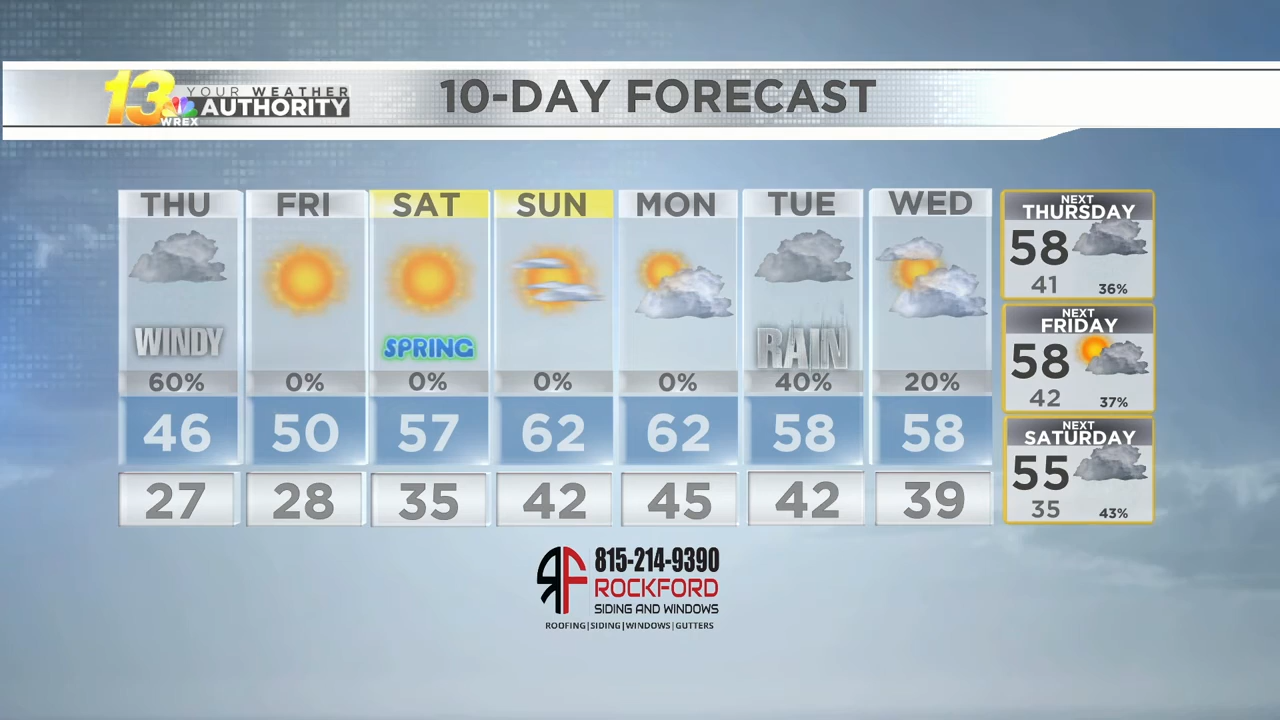 13 WREX
YOUR WEATHER
AUTHORITY
10-DAY FORECAST
THU FRI SAT SUN MON TUE WED
WINDY SPRING RAIN
60% 0% 0% 0% 0% 40% 20%
46 50 57 62 62 58 58
27 28 35 42 45 42 39
NEXT
THURSDAY
58
41 36%
NEXT
FRIDAY
58
42 37%
NEXT
SATURDAY
55
35 43%
RF
815-214-9390
ROCKFORD
SIDING AND WINDOWS
ROOFING|SIDING|WINDOWS|GUTTERS